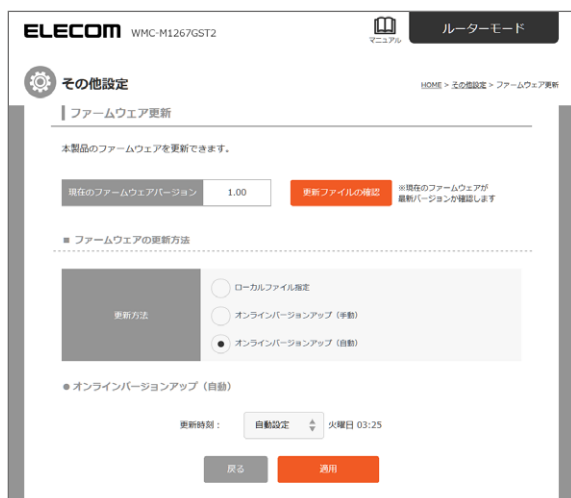 ELECOM WMC-M1267GST2
マニュアル
ルーターモード
その他設定
HOME > その他設定 > ファームウェア更新
ファームウェア更新
本製品のファームウェアを更新できます。
現在のファームウェアバージョン 1.00 更新ファイルの確認 ※現在のファームウェアが
最新バージョンか確認します
■ ファームウェアの更新方法
更新方法
ローカルファイル指定
オンラインバージョンアップ（手動）
オンラインバージョンアップ（自動）
● オンラインバージョンアップ（自動）
更新時刻： 自動設定 火曜日 03:25
戻る 適用